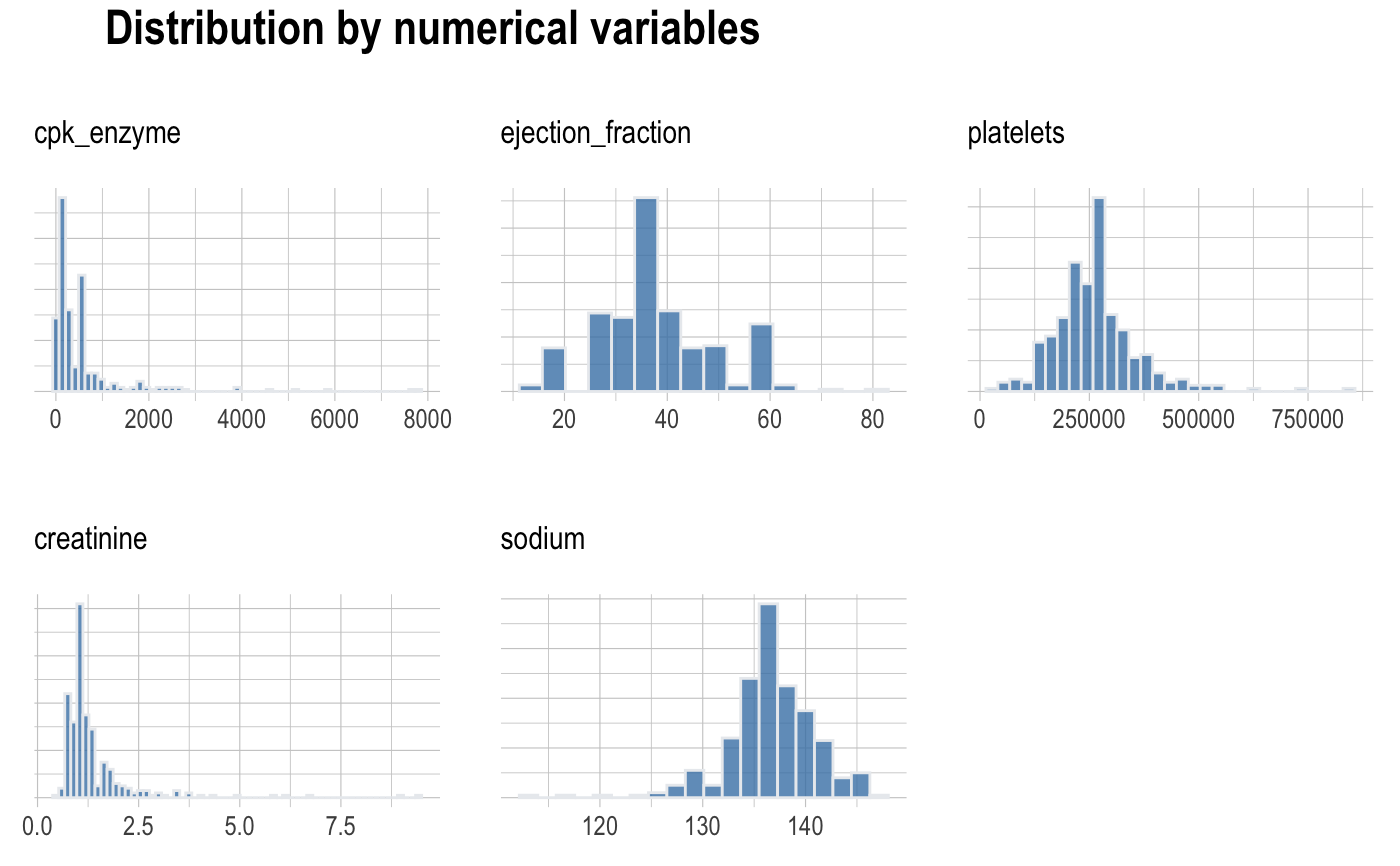 Distribution by numerical variables
cpk_enzyme ejection_fraction platelets
0 2000 4000 6000 8000 20 40 60 80 0 250000 500000 750000
creatinine sodium
0.0 2.5 5.0 7.5 120 130 140